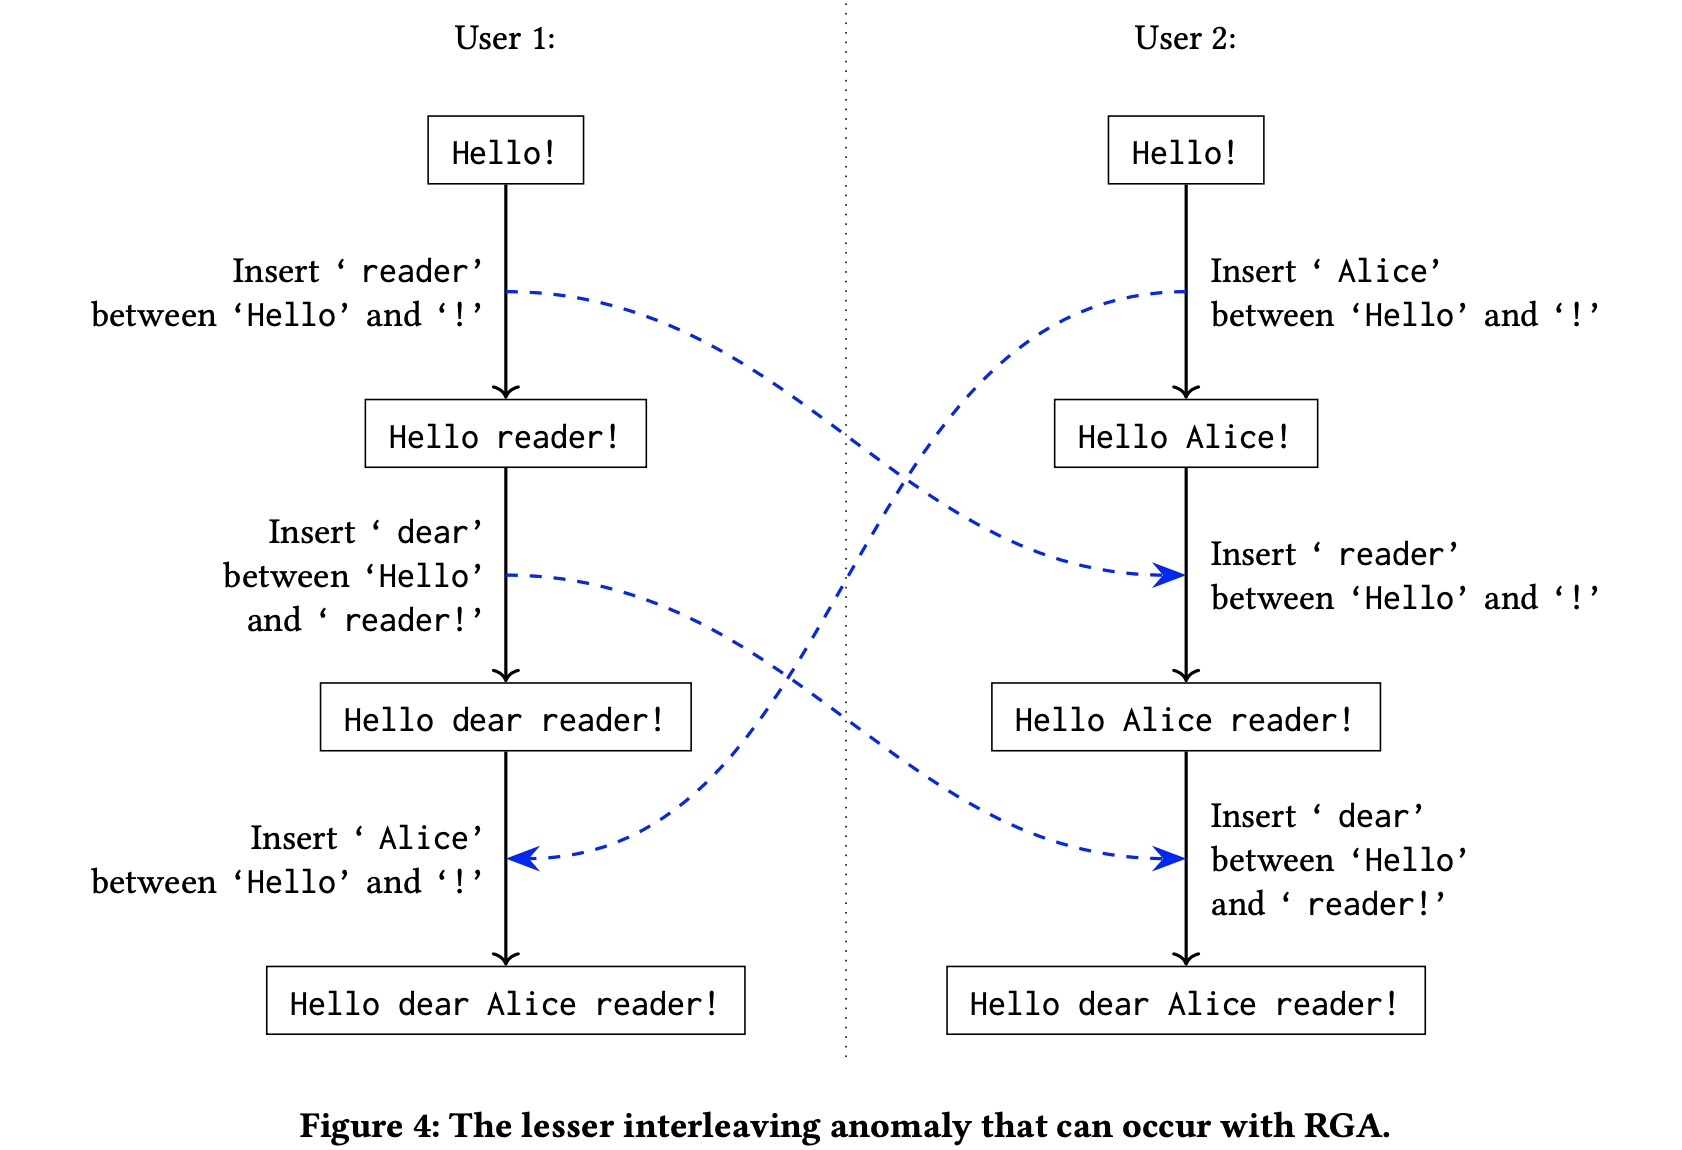 User 1:
User 2:
Hello!
Hello!
Insert ‘ reader’
between ‘Hello’ and ‘!’
Insert ‘ Alice’
between ‘Hello’ and ‘!’
Hello reader!
Hello Alice!
Insert ‘ dear’
between ‘Hello’
and ‘ reader!’
Insert ‘ reader’
between ‘Hello’ and ‘!’
Hello dear reader!
Hello Alice reader!
Insert ‘ Alice’
between ‘Hello’ and ‘!’
Insert ‘ dear’
between ‘Hello’
and ‘ reader!’
Hello dear Alice reader!
Hello dear Alice reader!
Figure 4: The lesser interleaving anomaly that can occur with RGA.